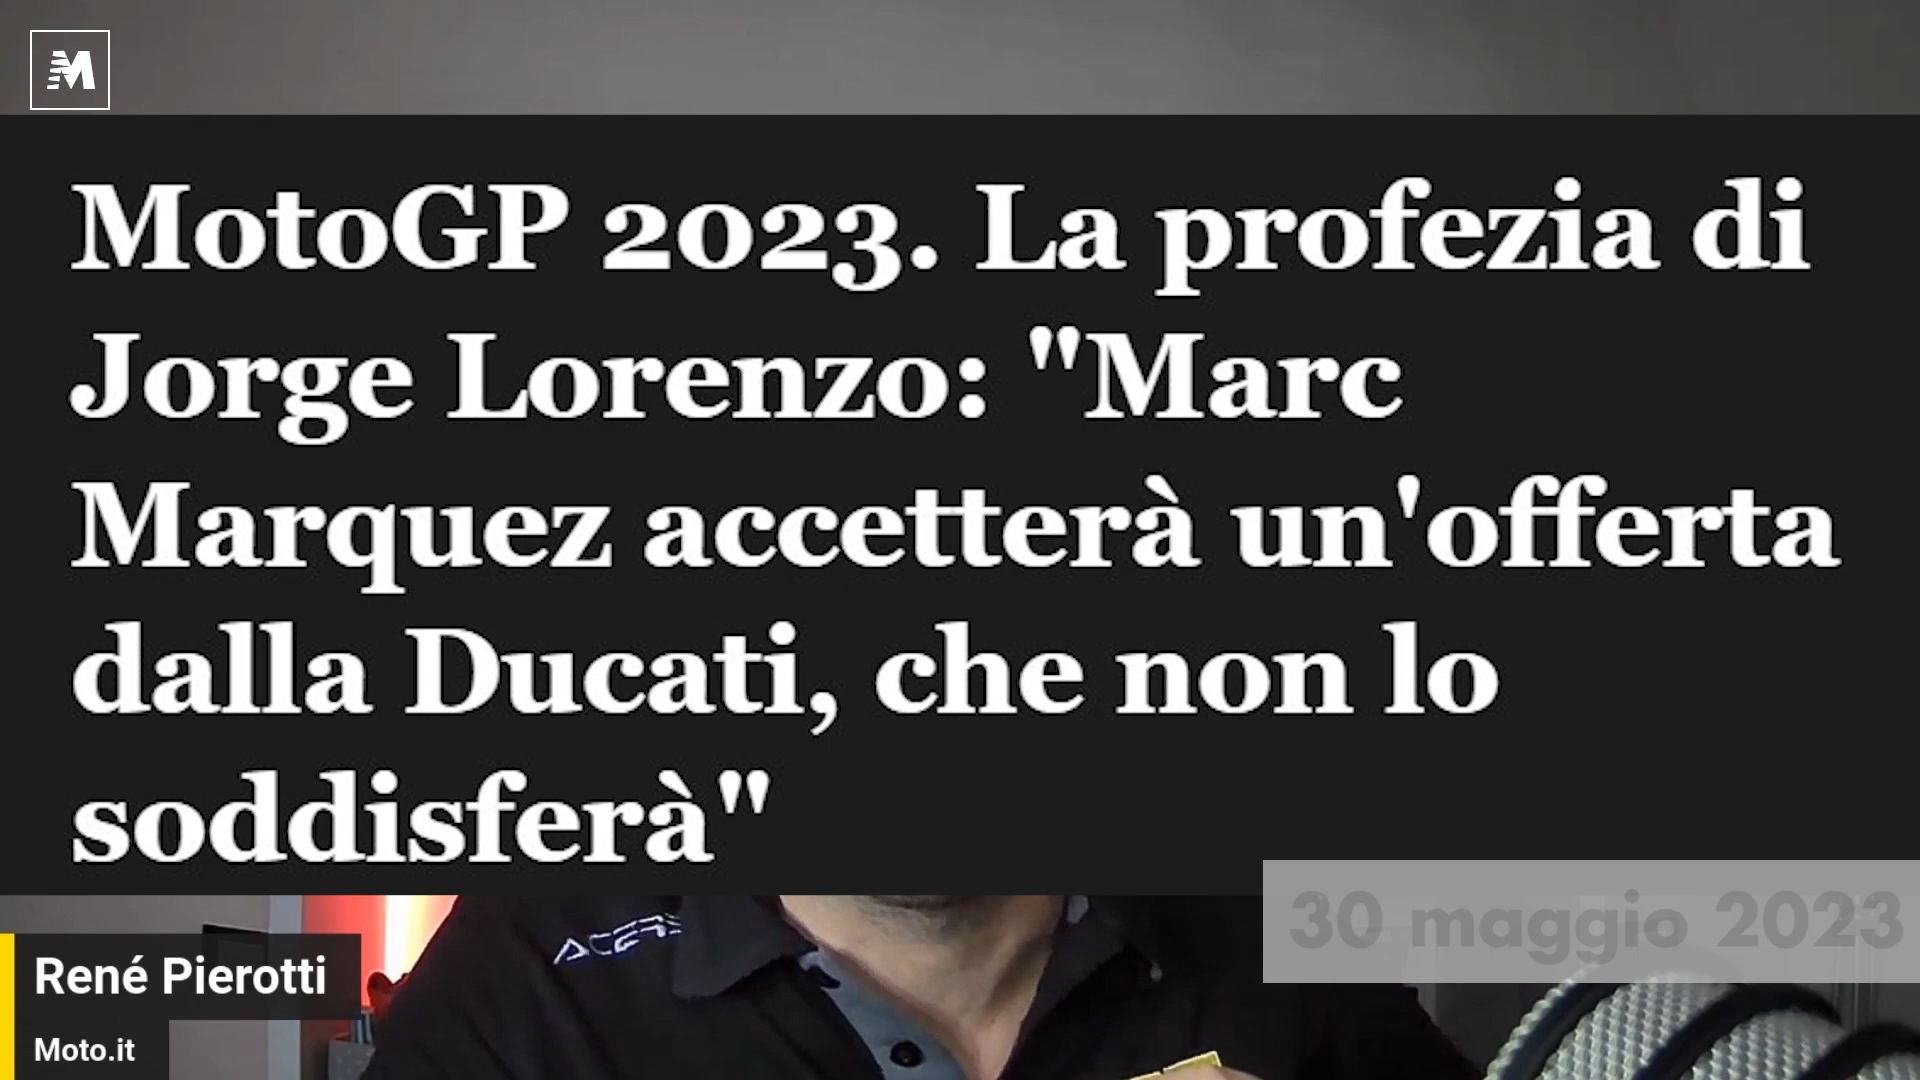 M
MotoGP 2023. La profezia di
Jorge Lorenzo: "Marc
Marquez accetterà un'offerta
dalla Ducati, che non lo
soddisferà"
30 maggio 2023
René Pierotti
Moto.it